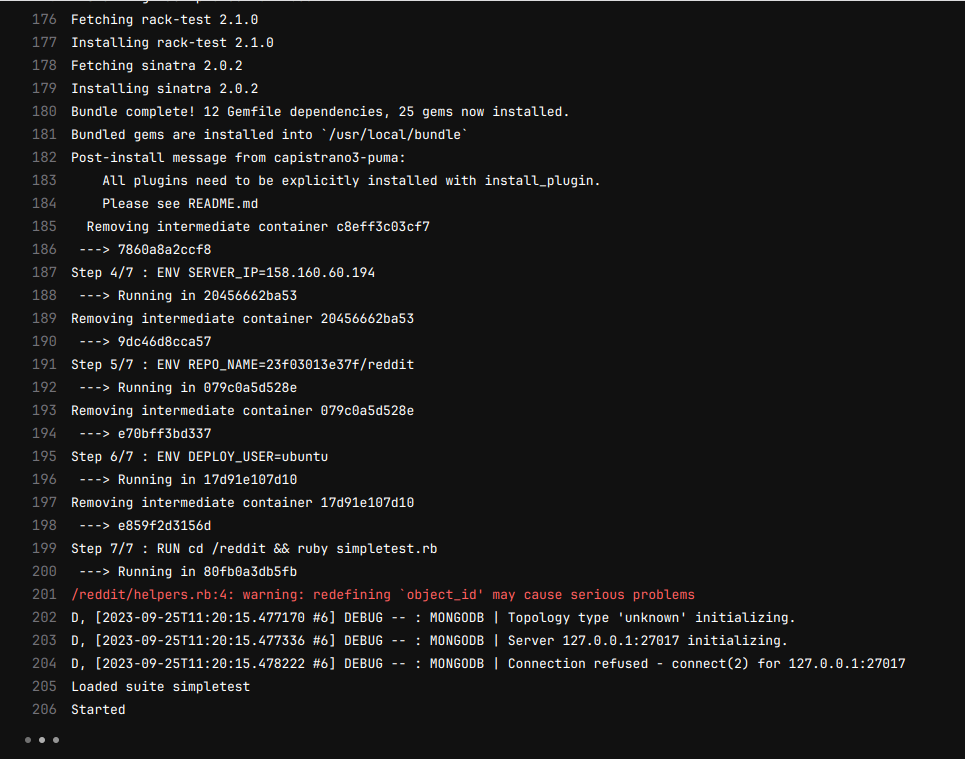 176 Fetching rack-test 2.1.0
177 Installing rack-test 2.1.0
178 Fetching sinatra 2.0.2
179 Installing sinatra 2.0.2
180 Bundle complete! 12 Gemfile dependencies, 25 gems now installed.
181 Bundled gems are installed into `/usr/local/bundle`
182 Post-install message from capistrano3-puma:
183     All plugins need to be explicitly installed with install_plugin.
184     Please see README.md
185   Removing intermediate container c8eff3c03cf7
186  ---> 7860a8a2ccf8
187 Step 4/7 : ENV SERVER_IP=158.160.60.194
188  ---> Running in 20456662ba53
189 Removing intermediate container 20456662ba53
190  ---> 9dc46d8cca57
191 Step 5/7 : ENV REPO_NAME=23f03013e37f/reddit
192  ---> Running in 079c0a5d528e
193 Removing intermediate container 079c0a5d528e
194  ---> e70bff3bd337
195 Step 6/7 : ENV DEPLOY_USER=ubuntu
196  ---> Running in 17d91e107d10
197 Removing intermediate container 17d91e107d10
198  ---> e859f2d3156d
199 Step 7/7 : RUN cd /reddit && ruby simpletest.rb
200  ---> Running in 80fb0a3db5fb
201 /reddit/helpers.rb:4: warning: redefining `object_id' may cause serious problems
202 D, [2023-09-25T11:20:15.477170 #6] DEBUG -- : MONGODB | Topology type 'unknown' initializing.
203 D, [2023-09-25T11:20:15.477336 #6] DEBUG -- : MONGODB | Server 127.0.0.1:27017 initializing.
204 D, [2023-09-25T11:20:15.478222 #6] DEBUG -- : MONGODB | Connection refused - connect(2) for 127.0.0.1:27017
205 Loaded suite simpletest
206 Started